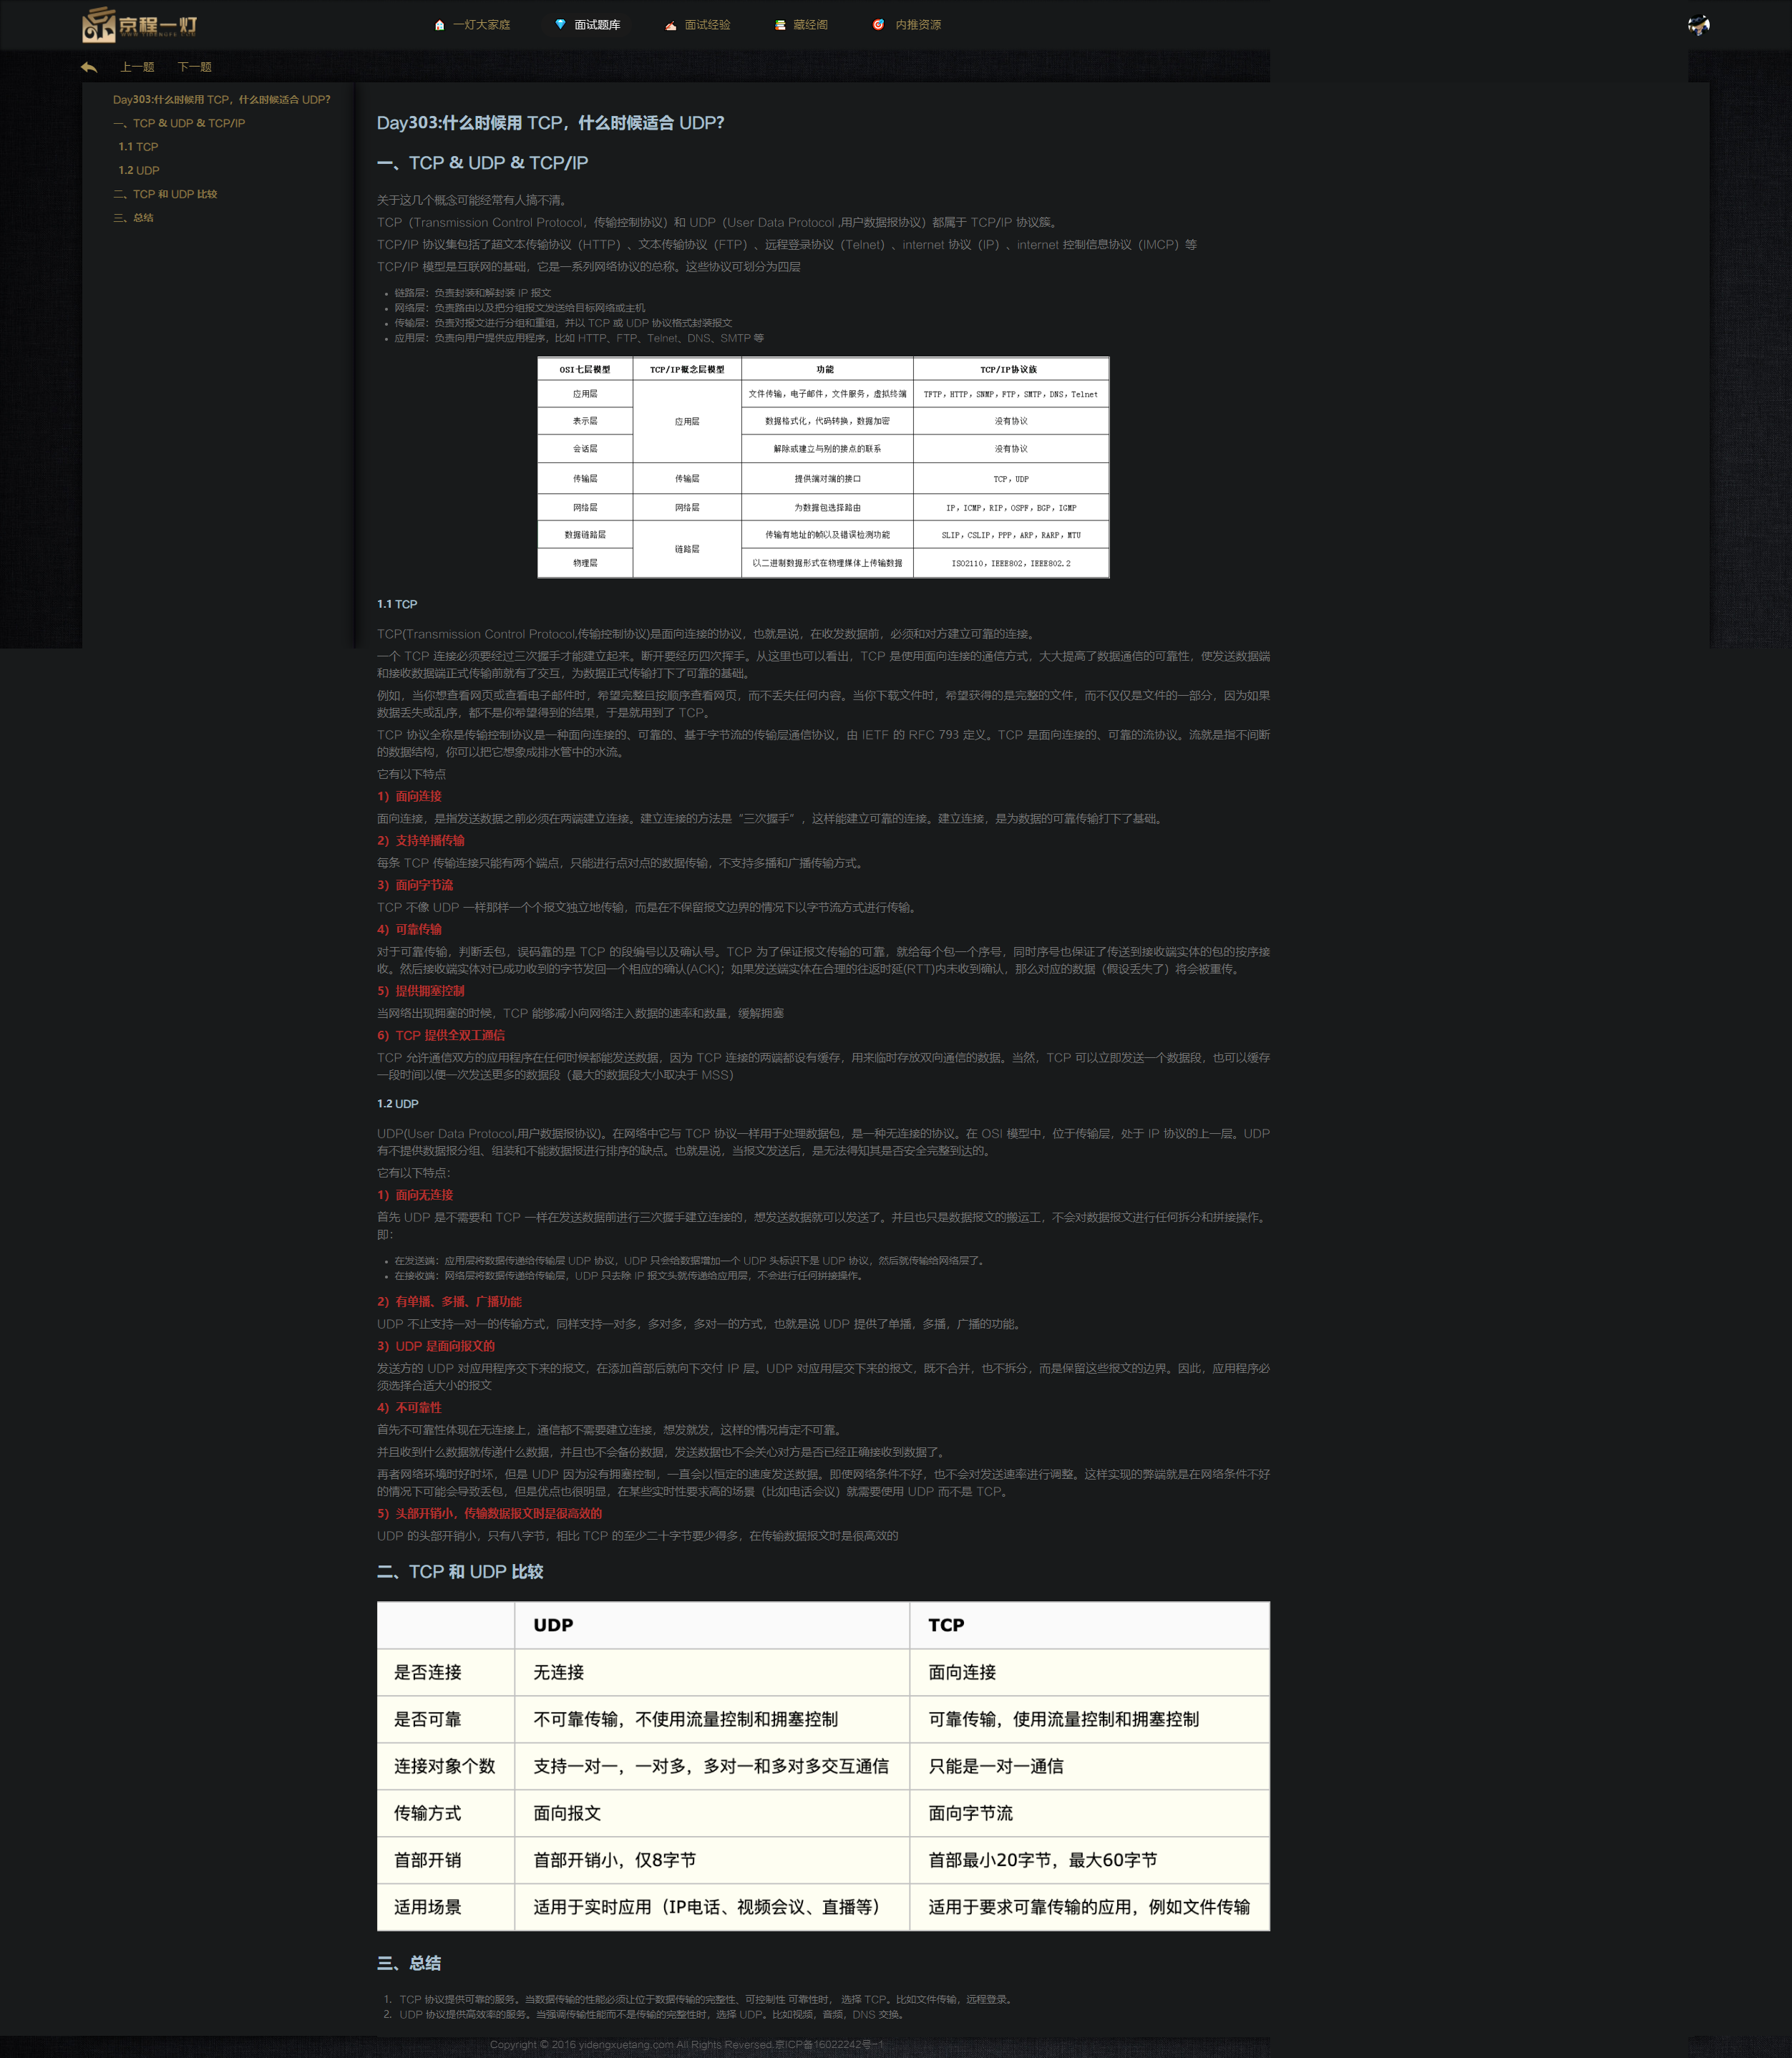 京程一灯
一灯大家庭
面试题库
面试经验
藏经阁
内推资源
上一题
下一题
Day303:什么时候用 TCP，什么时候适合 UDP?
一、TCP & UDP & TCP/IP
1.1 TCP
1.2 UDP
二、TCP 和 UDP 比较
三、总结
Day303:什么时候用 TCP，什么时候适合 UDP?
一、TCP & UDP & TCP/IP
关于这几个概念可能经常有人搞不清。
TCP（Transmission Control Protocol，传输控制协议）和 UDP（User Data Protocol ,用户数据报协议）都属于 TCP/IP 协议簇。
TCP/IP 协议集包括了超文本传输协议（HTTP）、文本传输协议（FTP）、远程登录协议（Telnet）、internet 协议（IP）、internet 控制信息协议（IMCP）等
TCP/IP 模型是互联网的基础，它是一系列网络协议的总称。这些协议可划分为四层
• 链路层：负责封装和解封装 IP 报文
• 网络层：负责路由以及把分组报文发送给目标网络或主机
• 传输层：负责对报文进行分组和重组，并以 TCP 或 UDP 协议格式封装报文
• 应用层：负责向用户提供应用程序，比如 HTTP、FTP、Telnet、DNS、SMTP 等
OSI七层模型 TCP/IP概念层模型 功能 TCP/IP协议族
应用层 文件传输，电子邮件，文件服务，虚拟终端 TFTP，HTTP，SNMP，FTP，SMTP，DNS，Telnet
表示层 应用层 数据格式化，代码转换，数据加密 没有协议
会话层 解除或建立与别的接点的联系 没有协议
传输层 传输层 提供端对端的接口 TCP，UDP
网络层 网络层 为数据包选择路由 IP，ICMP，RIP，OSPF，BGP，IGMP
数据链路层 链路层 传输有地址的帧以及错误检测功能 SLIP，CSLIP，PPP，ARP，RARP，MTU
物理层 以二进制数据形式在物理媒体上传输数据 ISO2110，IEEE802，IEEE802.2
1.1 TCP
TCP(Transmission Control Protocol,传输控制协议)是面向连接的协议，也就是说，在收发数据前，必须和对方建立可靠的连接。
一个 TCP 连接必须要经过三次握手才能建立起来。断开要经历四次挥手。从这里也可以看出，TCP 是使用面向连接的通信方式，大大提高了数据通信的可靠性，使发送数据端
和接收数据端正式传输前就有了交互，为数据正式传输打下了可靠的基础。
例如，当你想查看网页或查看电子邮件时，希望完整且按顺序查看网页，而不丢失任何内容。当你下载文件时，希望获得的是完整的文件，而不仅仅是文件的一部分，因为如果
数据丢失或乱序，都不是你希望得到的结果，于是就用到了 TCP。
TCP 协议全称是传输控制协议是一种面向连接的、可靠的、基于字节流的传输层通信协议，由 IETF 的 RFC 793 定义。TCP 是面向连接的、可靠的流协议。流就是指不间断
的数据结构，你可以把它想象成排水管中的水流。
它有以下特点
1）面向连接
面向连接，是指发送数据之前必须在两端建立连接。建立连接的方法是“三次握手”，这样能建立可靠的连接。建立连接，是为数据的可靠传输打下了基础。
2）支持单播传输
每条 TCP 传输连接只能有两个端点，只能进行点对点的数据传输，不支持多播和广播传输方式。
3）面向字节流
TCP 不像 UDP 一样那样一个个报文独立地传输，而是在不保留报文边界的情况下以字节流方式进行传输。
4）可靠传输
对于可靠传输，判断丢包，误码靠的是 TCP 的段编号以及确认号。TCP 为了保证报文传输的可靠，就给每个包一个序号，同时序号也保证了传送到接收端实体的包的按序接
收。然后接收端实体对已成功收到的字节发回一个相应的确认(ACK)；如果发送端实体在合理的往返时延(RTT)内未收到确认，那么对应的数据（假设丢失了）将会被重传。
5）提供拥塞控制
当网络出现拥塞的时候，TCP 能够减小向网络注入数据的速率和数量，缓解拥塞
6）TCP 提供全双工通信
TCP 允许通信双方的应用程序在任何时候都能发送数据，因为 TCP 连接的两端都设有缓存，用来临时存放双向通信的数据。当然，TCP 可以立即发送一个数据段，也可以缓存
一段时间以便一次发送更多的数据段（最大的数据段大小取决于 MSS）
1.2 UDP
UDP(User Data Protocol,用户数据报协议)。在网络中它与 TCP 协议一样用于处理数据包，是一种无连接的协议。在 OSI 模型中，位于传输层，处于 IP 协议的上一层。UDP
有不提供数据报分组、组装和不能数据报进行排序的缺点。也就是说，当报文发送后，是无法得知其是否安全完整到达的。
它有以下特点：
1）面向无连接
首先 UDP 是不需要和 TCP 一样在发送数据前进行三次握手建立连接的，想发送数据就可以发送了。并且也只是数据报文的搬运工，不会对数据报文进行任何拆分和拼接操作。
即：
• 在发送端：应用层将数据传递给传输层 UDP 协议，UDP 只会给数据增加一个 UDP 头标识下是 UDP 协议，然后就传输给网络层了。
• 在接收端：网络层将数据传递给传输层，UDP 只去除 IP 报文头就传递给应用层，不会进行任何拼接操作。
2）有单播、多播、广播功能
UDP 不止支持一对一的传输方式，同样支持一对多，多对多，多对一的方式，也就是说 UDP 提供了单播，多播，广播的功能。
3）UDP 是面向报文的
发送方的 UDP 对应用程序交下来的报文，在添加首部后就向下交付 IP 层。UDP 对应用层交下来的报文，既不合并，也不拆分，而是保留这些报文的边界。因此，应用程序必
须选择合适大小的报文
4）不可靠性
首先不可靠性体现在无连接上，通信都不需要建立连接，想发就发，这样的情况肯定不可靠。
并且收到什么数据就传递什么数据，并且也不会备份数据，发送数据也不会关心对方是否已经正确接收到数据了。
再者网络环境时好时坏，但是 UDP 因为没有拥塞控制，一直会以恒定的速度发送数据。即使网络条件不好，也不会对发送速率进行调整。这样实现的弊端就是在网络条件不好
的情况下可能会导致丢包，但是优点也很明显，在某些实时性要求高的场景（比如电话会议）就需要使用 UDP 而不是 TCP。
5）头部开销小，传输数据报文时是很高效的
UDP 的头部开销小，只有八字节，相比 TCP 的至少二十字节要少得多，在传输数据报文时是很高效的
二、TCP 和 UDP 比较
UDP TCP
是否连接 无连接 面向连接
是否可靠 不可靠传输，不使用流量控制和拥塞控制 可靠传输，使用流量控制和拥塞控制
连接对象个数 支持一对一，一对多，多对一和多对多交互通信 只能是一对一通信
传输方式 面向报文 面向字节流
首部开销 首部开销小，仅8字节 首部最小20字节，最大60字节
适用场景 适用于实时应用（IP电话、视频会议、直播等） 适用于要求可靠传输的应用，例如文件传输
三、总结
1. TCP 协议提供可靠的服务。当数据传输的性能必须让位于数据传输的完整性、可控制性 可靠性时， 选择 TCP。比如文件传输，远程登录。
2. UDP 协议提供高效率的服务。当强调传输性能而不是传输的完整性时，选择 UDP。比如视频，音频，DNS 交换。
Copyright © 2016 yidengxuetang.com All Rights Reversed.京ICP备16022242号-1